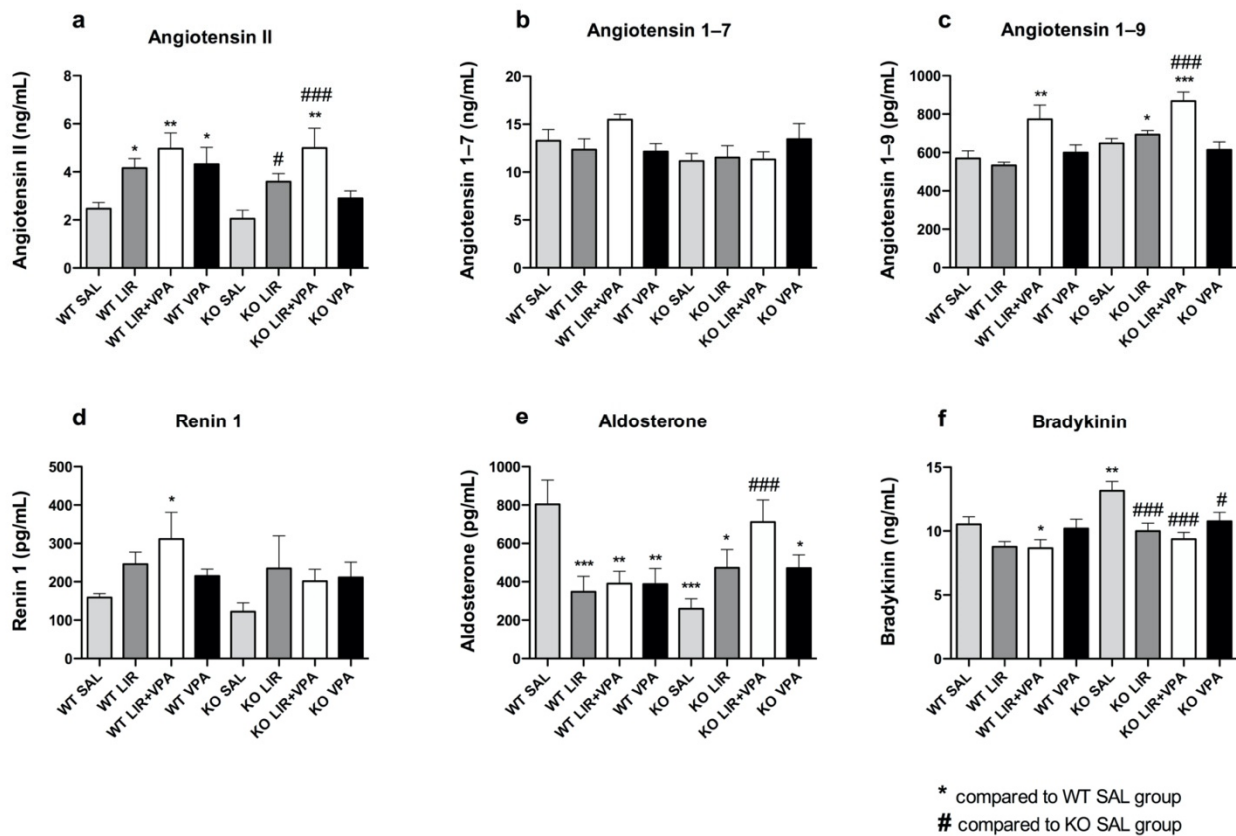 a
Angiotensin II
Angiotensin II (ng/mL)
8
6
4
2
0
*
**
*
#
###
**
WT SAL
WT LIR
WT LIR+VPA
WT VPA
KO SAL
KO LIR
KO LIR+VPA
KO VPA
b
Angiotensin 1–7
Angiotensin 1–7 (ng/mL)
20
15
10
5
0
WT SAL
WT LIR
WT LIR+VPA
WT VPA
KO SAL
KO LIR
KO LIR+VPA
KO VPA
c
Angiotensin 1–9
Angiotensin 1–9 (pg/mL)
1000
800
600
400
200
0
**
*
###
***
WT SAL
WT LIR
WT LIR+VPA
WT VPA
KO SAL
KO LIR
KO LIR+VPA
KO VPA
d
Renin 1
Renin 1 (pg/mL)
500
400
300
200
100
0
*
WT SAL
WT LIR
WT LIR+VPA
WT VPA
KO SAL
KO LIR
KO LIR+VPA
KO VPA
e
Aldosterone
Aldosterone (pg/mL)
1000
800
600
400
200
0
***
**
**
***
*
###
*
WT SAL
WT LIR
WT LIR+VPA
WT VPA
KO SAL
KO LIR
KO LIR+VPA
KO VPA
f
Bradykinin
Bradykinin (ng/mL)
15
10
5
0
*
**
###
###
#
WT SAL
WT LIR
WT LIR+VPA
WT VPA
KO SAL
KO LIR
KO LIR+VPA
KO VPA
* compared to WT SAL group
# compared to KO SAL group